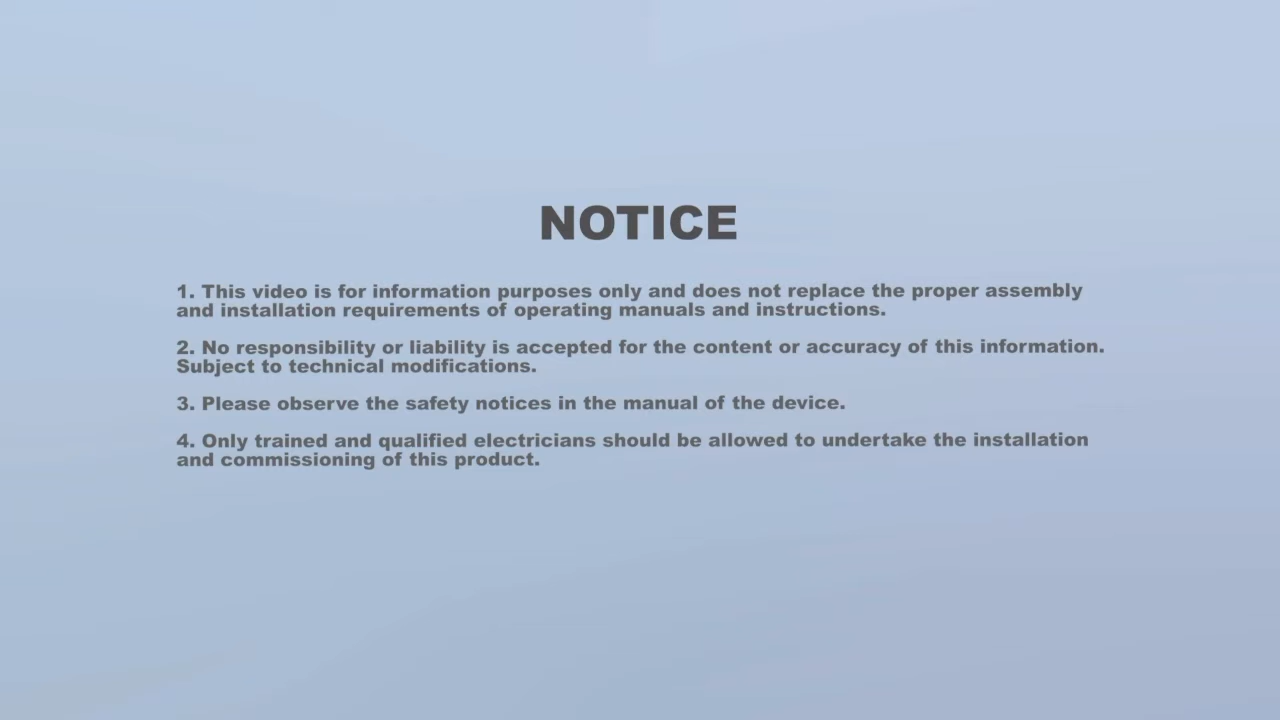 NOTICE
1. This video is for information purposes only and does not replace the proper assembly
and installation requirements of operating manuals and instructions.
2. No responsibility or liability is accepted for the content or accuracy of this information.
Subject to technical modifications.
3. Please observe the safety notices in the manual of the device.
4. Only trained and qualified electricians should be allowed to undertake the installation
and commissioning of this product.